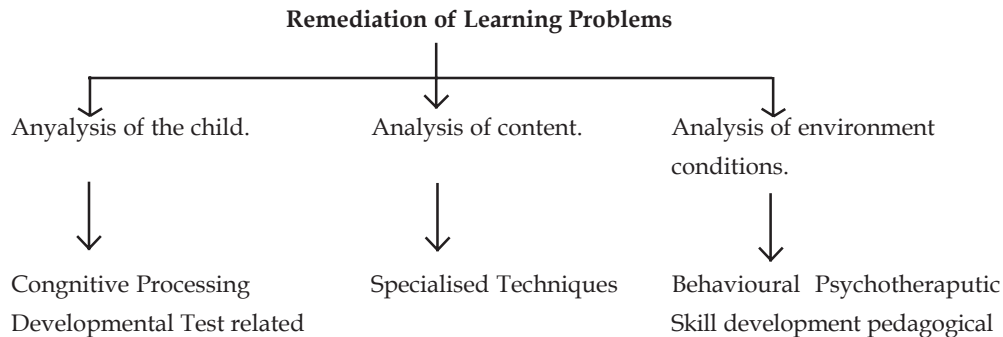 Remediation of Learning Problems
Anyalysis of the child.
Analysis of content.
Analysis of environment
conditions.
Congnitive Processing
Developmental Test related
Specialised Techniques
Behavioural Psychotheraputic
Skill development pedagogical